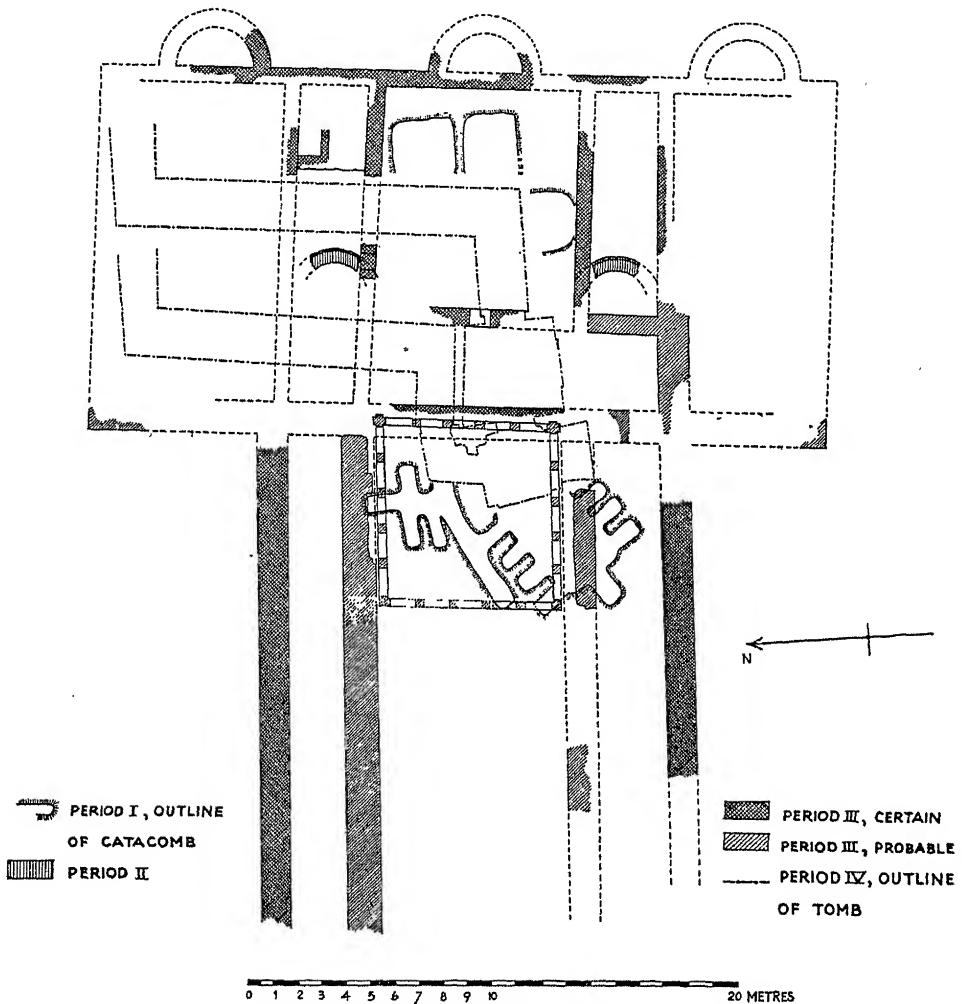 N
PERIOD I, OUTLINE
OF CATACOMB
PERIOD II
PERIOD III, CERTAIN
PERIOD III, PROBABLE
PERIOD IV, OUTLINE
OF TOMB
0 1 2 3 4 5 6 7 8 9 10 20 METRES